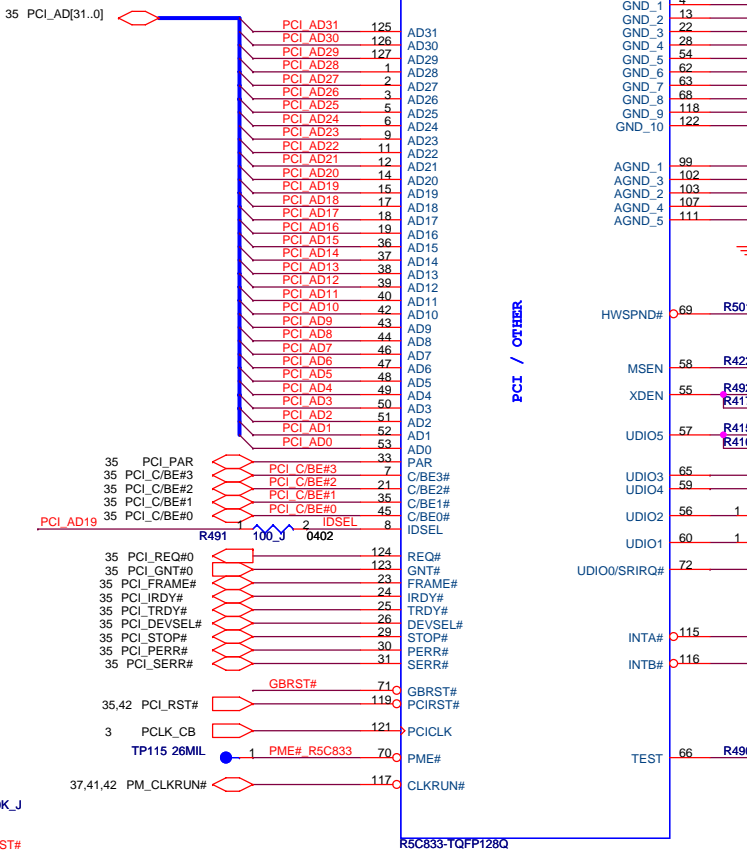 35 PCI_AD[31..0]
PCI_AD31 125 AD31
PCI_AD30 126 AD30
PCI_AD29 127 AD29
PCI_AD28 1 AD28
PCI_AD27 2 AD27
PCI_AD26 3 AD26
PCI_AD25 5 AD25
PCI_AD24 6 AD24
PCI_AD23 9 AD23
PCI_AD22 11 AD22
PCI_AD21 12 AD21
PCI_AD20 14 AD20
PCI_AD19 15 AD19
PCI_AD18 17 AD18
PCI_AD17 18 AD17
PCI_AD16 19 AD16
PCI_AD15 36 AD15
PCI_AD14 37 AD14
PCI_AD13 38 AD13
PCI_AD12 39 AD12
PCI_AD11 40 AD11
PCI_AD10 42 AD10
PCI_AD9 43 AD9
PCI_AD8 44 AD8
PCI_AD7 46 AD7
PCI_AD6 47 AD6
PCI_AD5 48 AD5
PCI_AD4 49 AD4
PCI_AD3 50 AD3
PCI_AD2 51 AD2
PCI_AD1 52 AD1
PCI_AD0 53 AD0
35 PCI_PAR 33 PAR
35 PCI_C/BE#3 PCI_C/BE#3 7 C/BE3#
35 PCI_C/BE#2 PCI_C/BE#2 21 C/BE2#
35 PCI_C/BE#1 PCI_C/BE#1 35 C/BE1#
35 PCI_C/BE#0 PCI_C/BE#0 45 C/BE0#
PCI_AD19 1 2 IDSEL 8 IDSEL
R491 100_J 0402
35 PCI_REQ#0 124 REQ#
35 PCI_GNT#0 123 GNT#
35 PCI_FRAME# 23 FRAME#
35 PCI_IRDY# 24 IRDY#
35 PCI_TRDY# 25 TRDY#
35 PCI_DEVSEL# 26 DEVSEL#
35 PCI_STOP# 29 STOP#
35 PCI_PERR# 30 PERR#
35 PCI_SERR# 31 SERR#
GBRST# 71 GBRST#
35,42 PCI_RST# 119 PCIRST#
3 PCLK_CB 121 PCICLK
TP115 26MIL 1 PME#_R5C833 70 PME#
37,41,42 PM_CLKRUN# 117 CLKRUN#
K_J
ST#
PCI / OTHER
GND_1 4
GND_2 13
GND_3 22
GND_4 28
GND_5 54
GND_6 62
GND_7 63
GND_8 68
GND_9 118
GND_10 122
AGND_1 99
AGND_3 102
AGND_2 103
AGND_4 107
AGND_5 111
HWSPND# 69 R501
MSEN 58 R422
XDEN 55 R492
R417
UDIO5 57 R415
R416
UDIO3 65
UDIO4 59
UDIO2 56 1
UDIO1 60 1
UDIO0/SRIRQ# 72
INTA# 115
INTB# 116
TEST 66 R490
R5C833-TQFP128Q